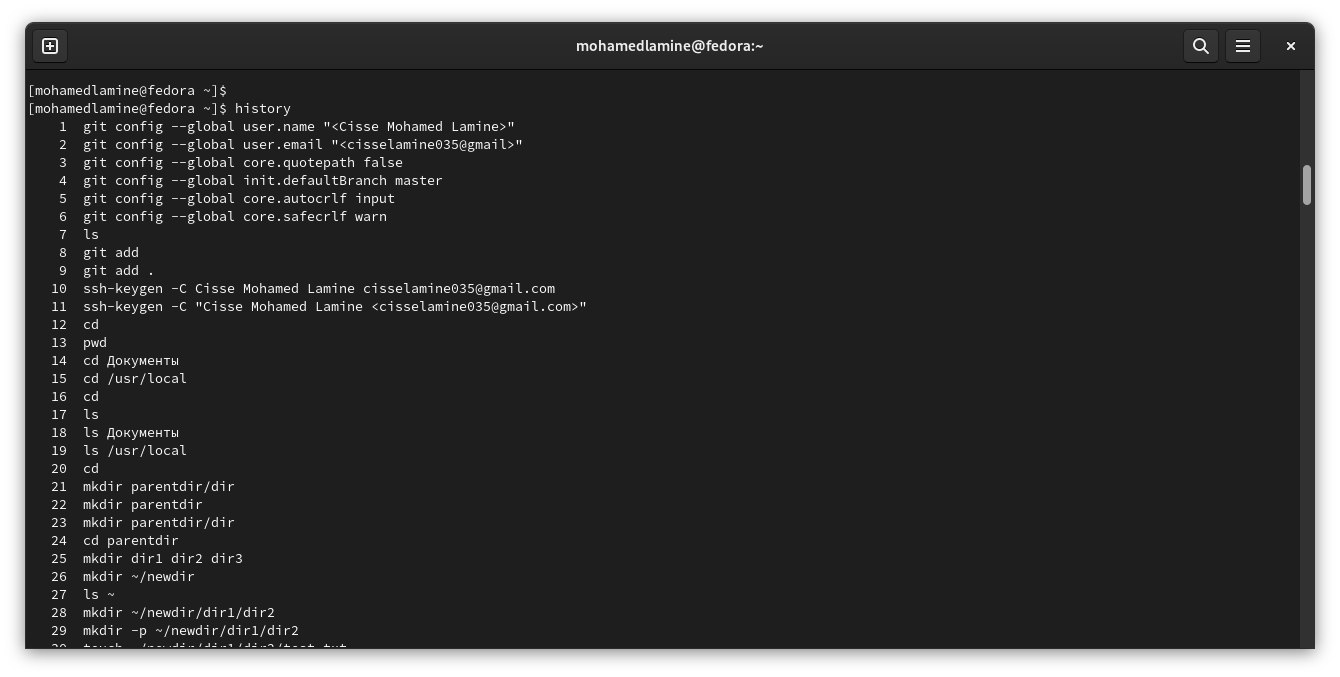 mohamedlamine@fedora:~
[mohamedlamine@fedora ~]$
[mohamedlamine@fedora ~]$ history
1 git config --global user.name "<Cisse Mohamed Lamine>"
2 git config --global user.email "<cisselamine035@gmail>"
3 git config --global core.quotepath false
4 git config --global init.defaultBranch master
5 git config --global core.autocrlf input
6 git config --global core.safecrlf warn
7 ls
8 git add
9 git add .
10 ssh-keygen -C Cisse Mohamed Lamine cisselamine035@gmail.com
11 ssh-keygen -C "Cisse Mohamed Lamine <cisselamine035@gmail.com>"
12 cd
13 pwd
14 cd Документы
15 cd /usr/local
16 cd
17 ls
18 ls Документы
19 ls /usr/local
20 cd
21 mkdir parentdir/dir
22 mkdir parentdir
23 mkdir parentdir/dir
24 cd parentdir
25 mkdir dir1 dir2 dir3
26 mkdir ~/newdir
27 ls ~
28 mkdir ~/newdir/dir1/dir2
29 mkdir -p ~/newdir/dir1/dir2